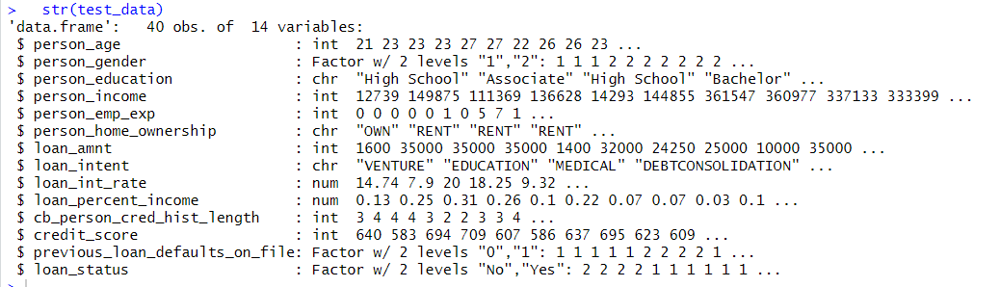 > str(test_data)
'data.frame': 40 obs. of 14 variables:
$ person_age : int 21 23 23 23 27 27 22 26 26 23 ...
$ person_gender : Factor w/ 2 levels "1","2": 1 1 1 2 2 2 2 2 2 2 ...
$ person_education : chr "High School" "Associate" "High School" "Bachelor" ...
$ person_income : int 12739 149875 111369 136628 14293 144855 361547 360977 337133 333399 ...
$ person_emp_exp : int 0 0 0 0 0 1 0 5 7 1 ...
$ person_home_ownership : chr "OWN" "RENT" "RENT" "RENT" ...
$ loan_amnt : int 1600 35000 35000 35000 1400 32000 24250 25000 10000 35000 ...
$ loan_intent : chr "VENTURE" "EDUCATION" "MEDICAL" "DEBTCONSOLIDATION" ...
$ loan_int_rate : num 14.74 7.9 20 18.25 9.32 ...
$ loan_percent_income : num 0.13 0.25 0.31 0.26 0.1 0.22 0.07 0.07 0.03 0.1 ...
$ cb_person_cred_hist_length : int 3 4 4 4 3 2 2 3 3 4 ...
$ credit_score : int 640 583 694 709 607 586 637 695 623 609 ...
$ previous_loan_defaults_on_file: Factor w/ 2 levels "0","1": 1 1 1 1 1 2 2 2 2 1 ...
$ loan_status : Factor w/ 2 levels "No","Yes": 2 2 2 2 1 1 1 1 1 1 ...
>